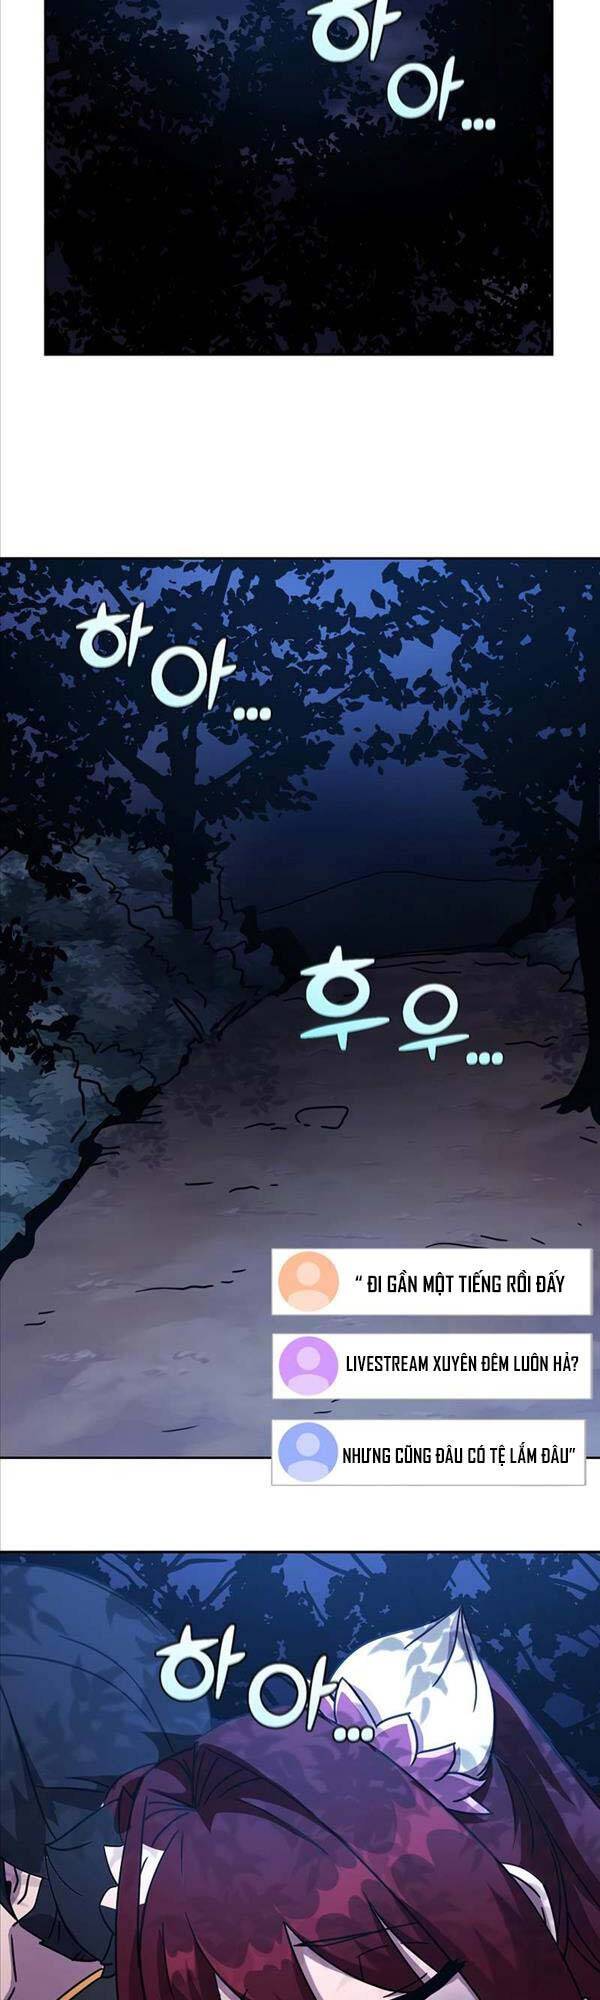 하아...
하아...
후우...
“ ĐI GẦN MỘT TIẾNG RỒI ĐẤY
LIVESTREAM XUYÊN ĐÊM LUÔN HẢ?
NHƯNG CŨNG ĐÂU CÓ TỆ LẮM ĐÂU”
하아...